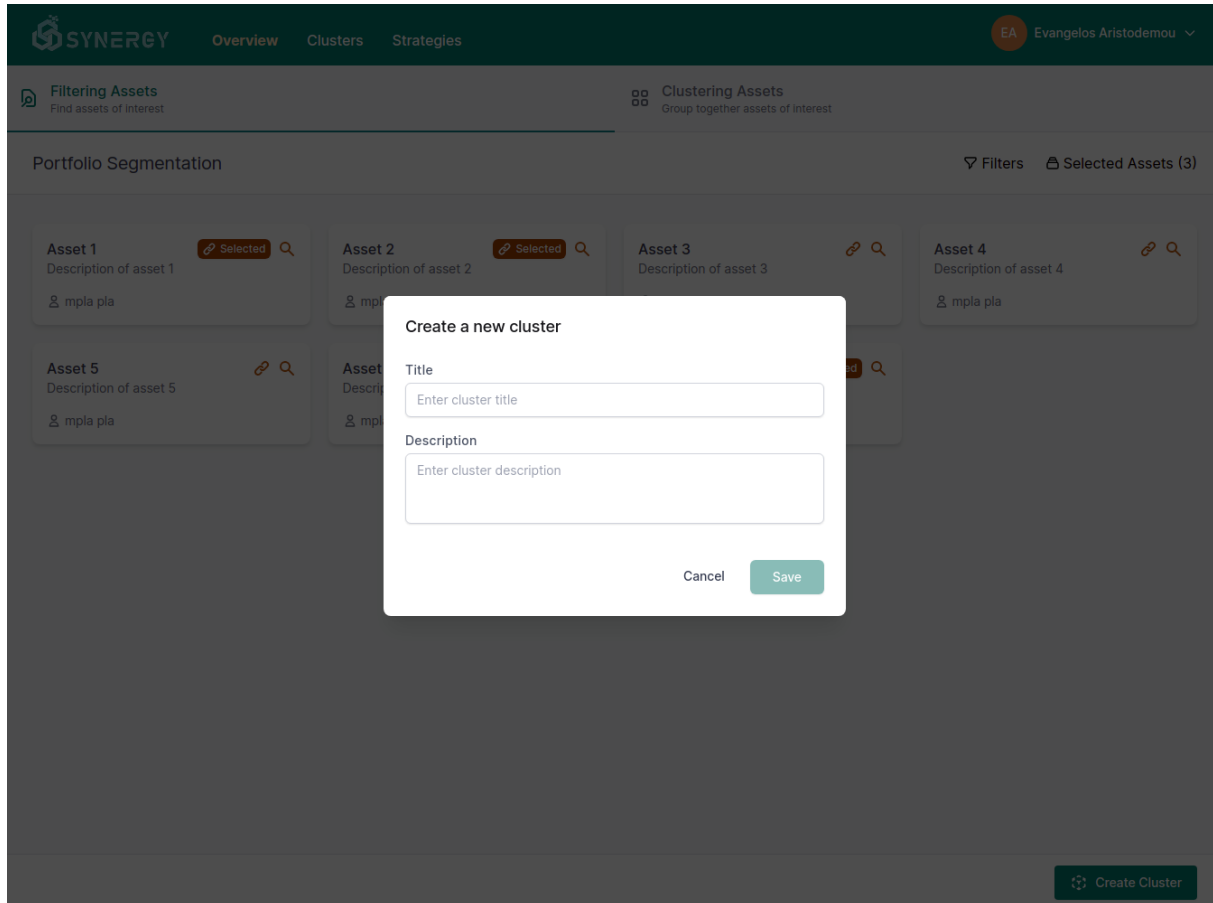 SYNERGY
Overview Clusters Strategies
EA Evangelos Aristodemou
Filtering Assets
Find assets of interest
Clustering Assets
Group together assets of interest
Portfolio Segmentation
Filters Selected Assets (3)
Asset 1 Selected
Description of asset 1
mpla pla
Asset 2 Selected
Description of asset 2
Asset 3
Description of asset 3
Asset 4
Description of asset 4
mpla pla
Asset 5
Description of asset 5
mpla pla
Asset
Create a new cluster
Title
Enter cluster title
Description
Enter cluster description
Cancel Save
Create Cluster